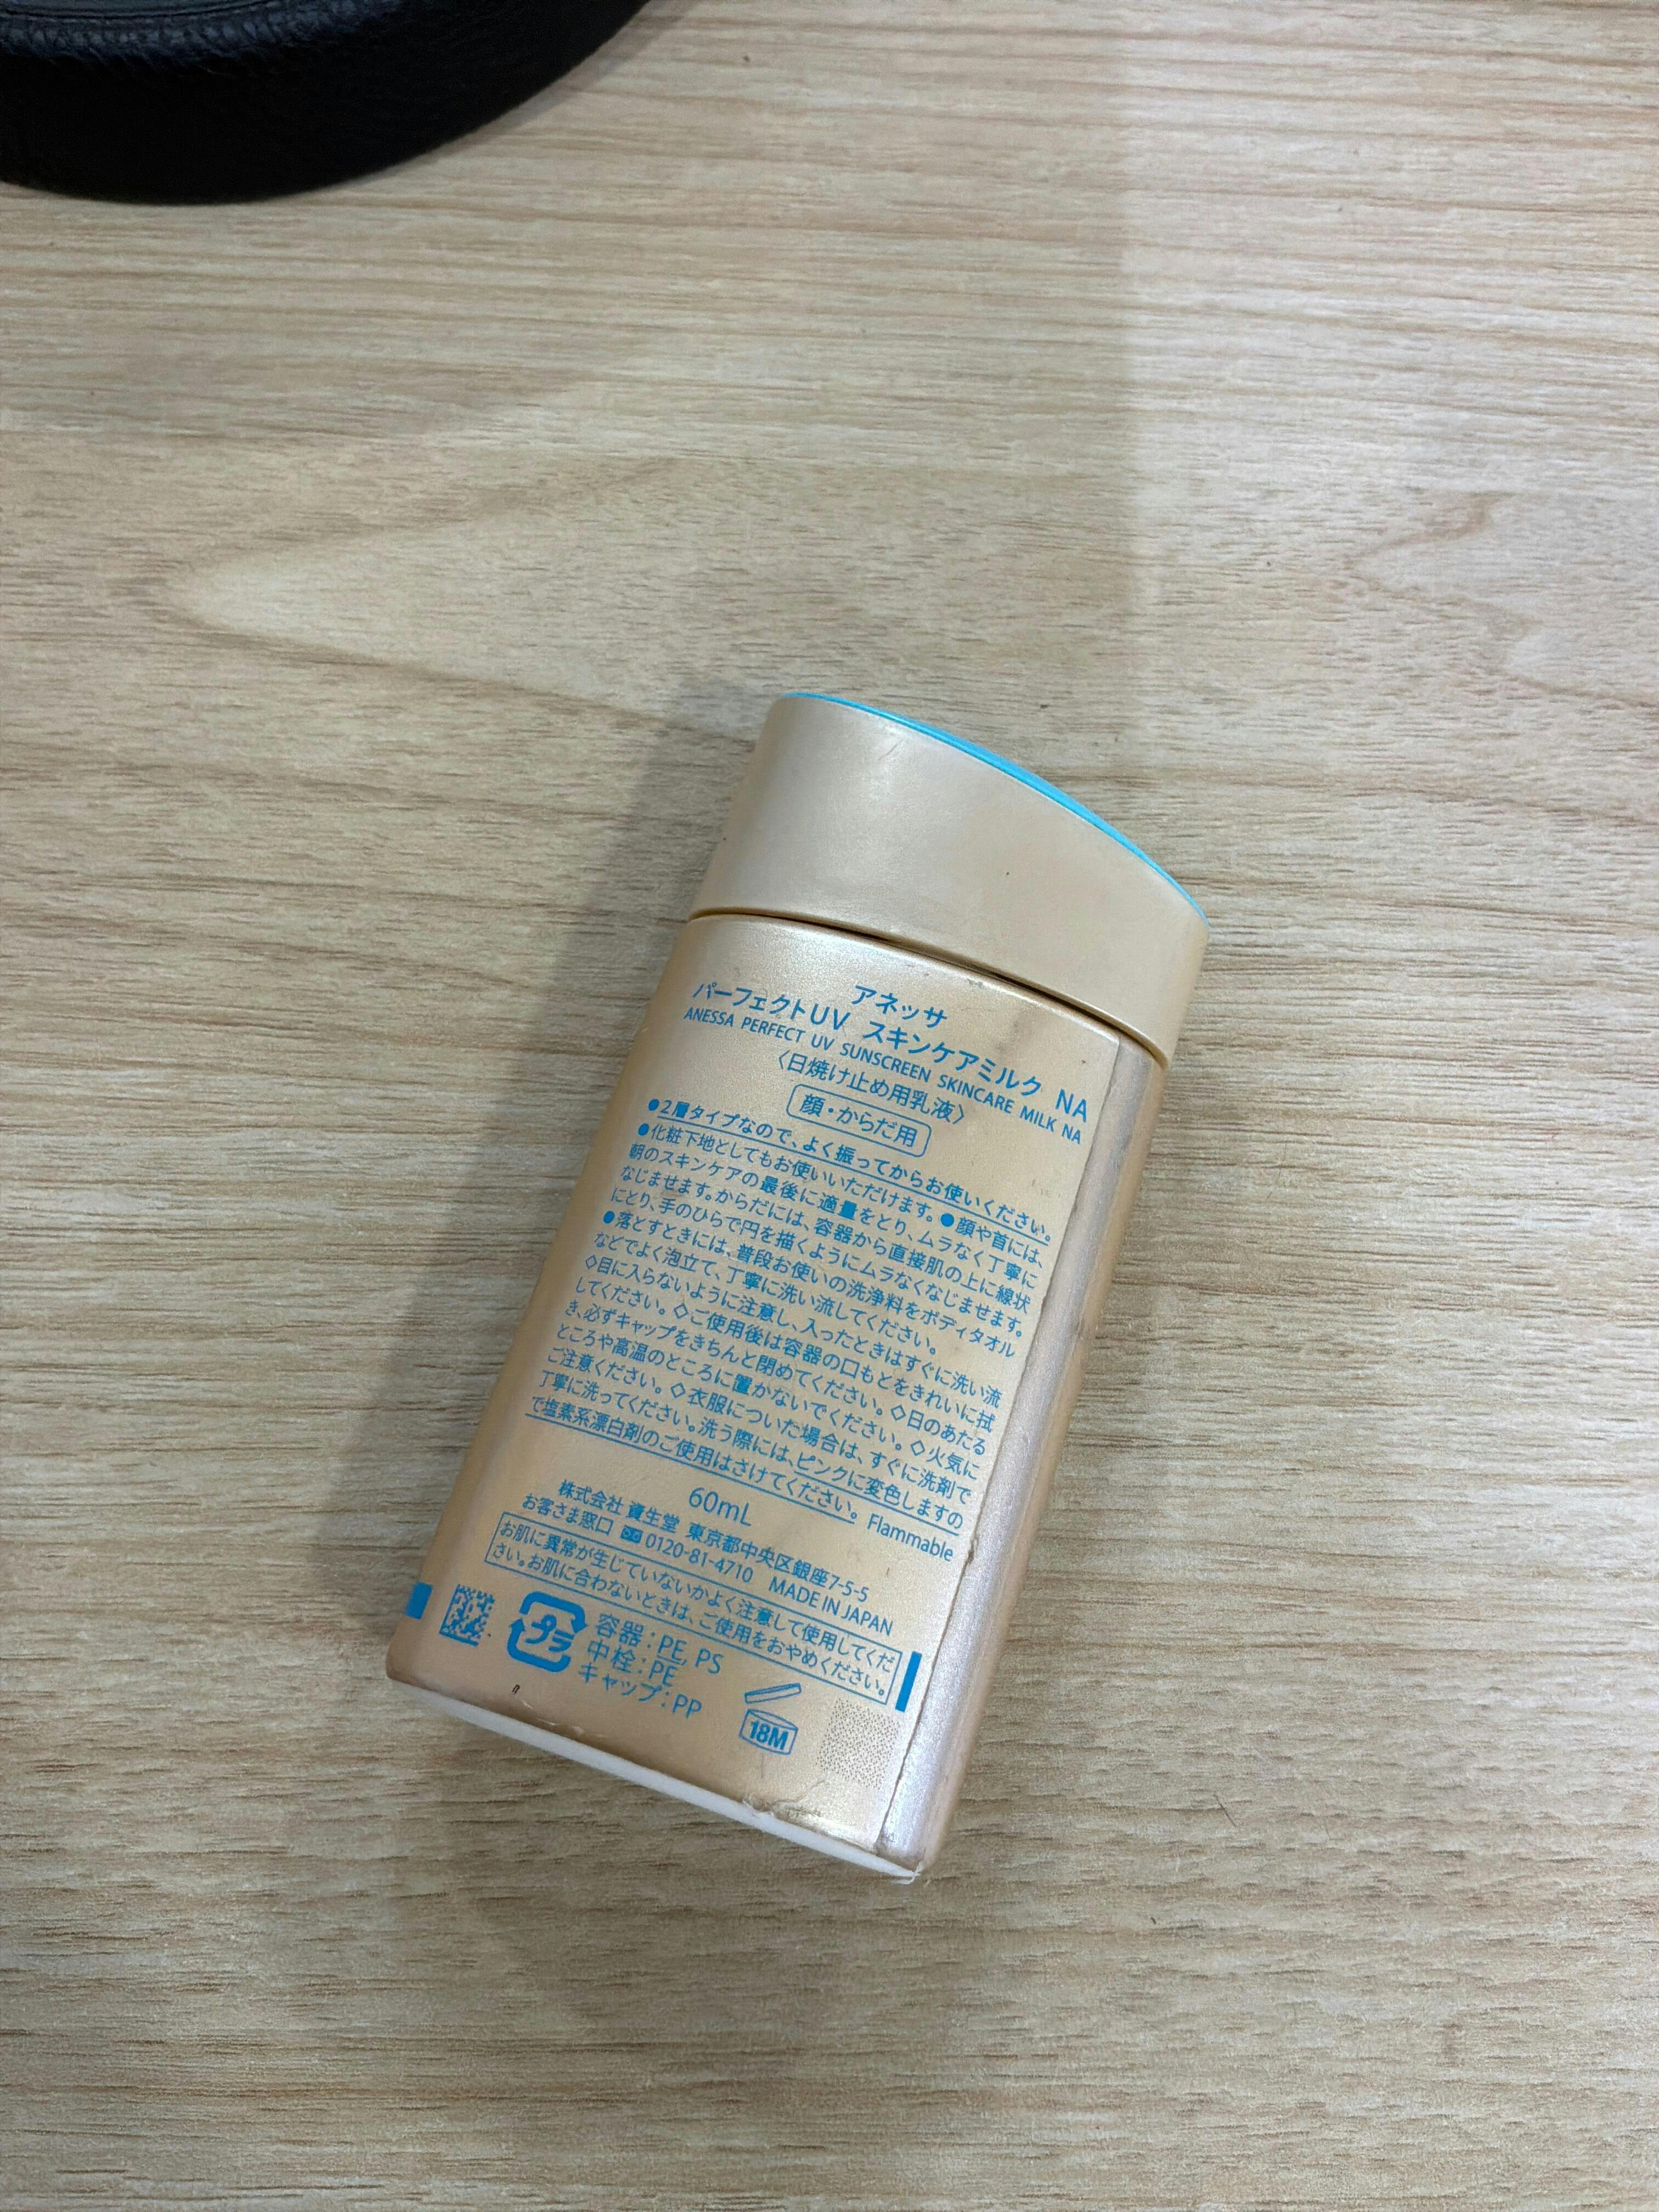 アネッサ
パーフェクトUV スキンケアミルク NA
ANESSA PERFECT UV SUNSCREEN SKINCARE MILK NA
〈日焼け止め用乳液〉
顔・からだ用
●2層タイプなので、よく振ってからお使いください。
●化粧下地としてもお使いいただけます。●顔や首には、
朝のスキンケアの最後に適量をとり、ムラなく丁寧に
なじませます。からだには、容器から直接肌の上に線状
にとり、手のひらで円を描くようにムラなくなじませます。
●落とすときには、普段お使いの洗浄料をボディタオル
などでよく泡立て、丁寧に洗い流してください。
◇目に入らないように注意し、入ったときはすぐに洗い流
してください。◇ご使用後は容器の口もとをきれいに拭
き、必ずキャップをきちんと閉めてください。◇日のあたる
ところや高温のところに置かないでください。◇火気に
ご注意ください。◇衣服についた場合は、すぐに洗剤で
丁寧に洗ってください。洗う際には、ピンクに変色しますの
で塩素系漂白剤のご使用はさけてください。 Flammable
60mL
株式会社 資生堂 東京都中央区銀座7-5-5
お客さま窓口 0120-81-4710 MADE IN JAPAN
お肌に異常が生じていないかよく注意して使用してくだ
さい。お肌に合わないときは、ご使用をおやめください。
プラ
容器：PE, PS
中栓：PE
キャップ：PP
18M